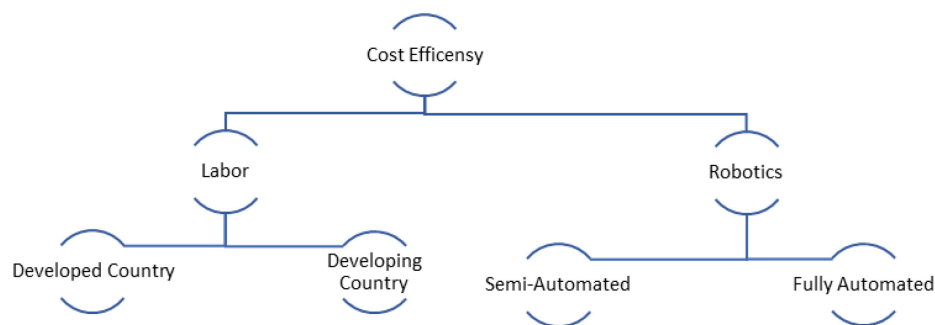 Cost Efficensy
Labor
Robotics
Developed Country
Developing
Country
Semi-Automated
Fully Automated